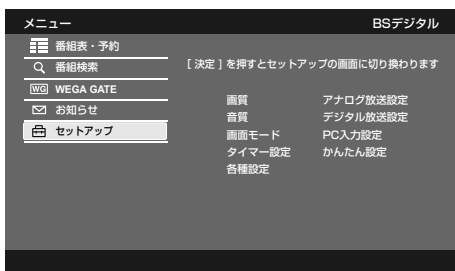 メニュー BSデジタル
番組表・予約
番組検索
[ 決定 ] を押すとセットアップの画面に切り換わります
WG WEGA GATE
お知らせ
セットアップ
画質 アナログ放送設定
音質 デジタル放送設定
画面モード PC入力設定
タイマー設定 かんたん設定
各種設定